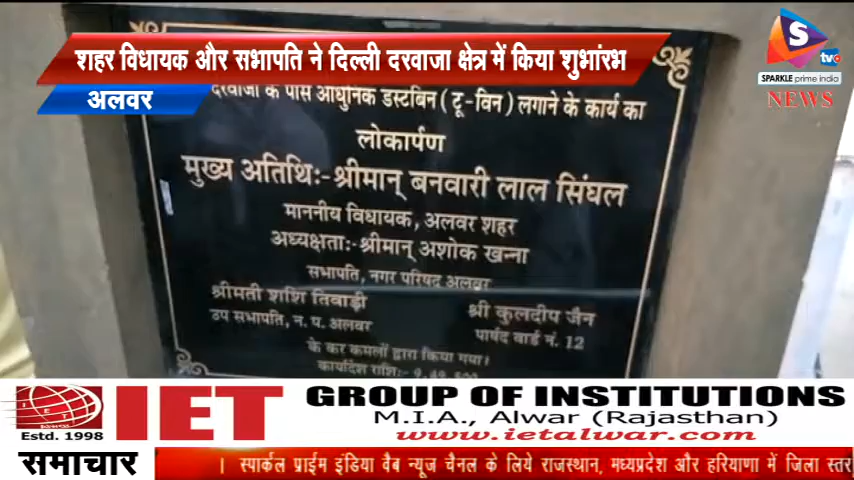 शहर विधायक और सभापति ने दिल्ली दरवाजा क्षेत्र में किया शुभांरभ
अलवर
S tv
SPARKLE prime INDIA
NEWS
दरवाजा के पास आधुनिक डस्टबिन (टू-विन) लगाने के कार्य का
लोकार्पण
मुख्य अतिथि:-श्रीमान् बनवारी लाल सिंघल
माननीय विधायक, अलवर शहर
अध्यक्षता:-श्रीमान् अशोक खन्ना
सभापति, नगर परिषद अलवर
श्रीमती शशि तिवाड़ी
उप सभापति, न. प. अलवर
श्री कुलदीप जैन
पार्षद वार्ड नं. 12
के कर कमलों द्वारा किया गया।
कार्यादेश राशि:-
IET
Estd. 1998
GROUP OF INSTITUTIONS
M.I.A., Alwar (Rajasthan)
www.ietalwar.com
समाचार
। स्पार्कल प्राईम इंडिया वैब न्यूज चैनल के लिये राजस्थान, मध्यप्रदेश और हरियाणा में जिला स्तर